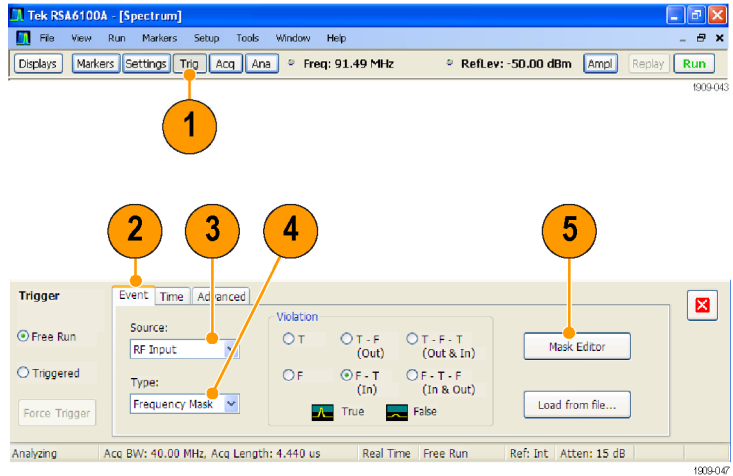 Tek RSA6100A - [Spectrum]
File View Run Markers Setup Tools Window Help
Displays Markers Settings Trig Acq Ana Freq: 91.49 MHz RefLev: -50.00 dBm Ampl Replay Run
1909-043
1
2 3 4 5
Trigger Event Time Advanced
Violation
Free Run Source: T T - F T - F - T
(Out) (Out & In)
RF Input Mask Editor
Triggered Type: F F - T F - T - F
(In) (In & Out)
Force Trigger Frequency Mask True False Load from file...
Analyzing Acq BW: 40.00 MHz, Acq Length: 4.440 us Real Time Free Run Ref: Int Atten: 15 dB
1909-047